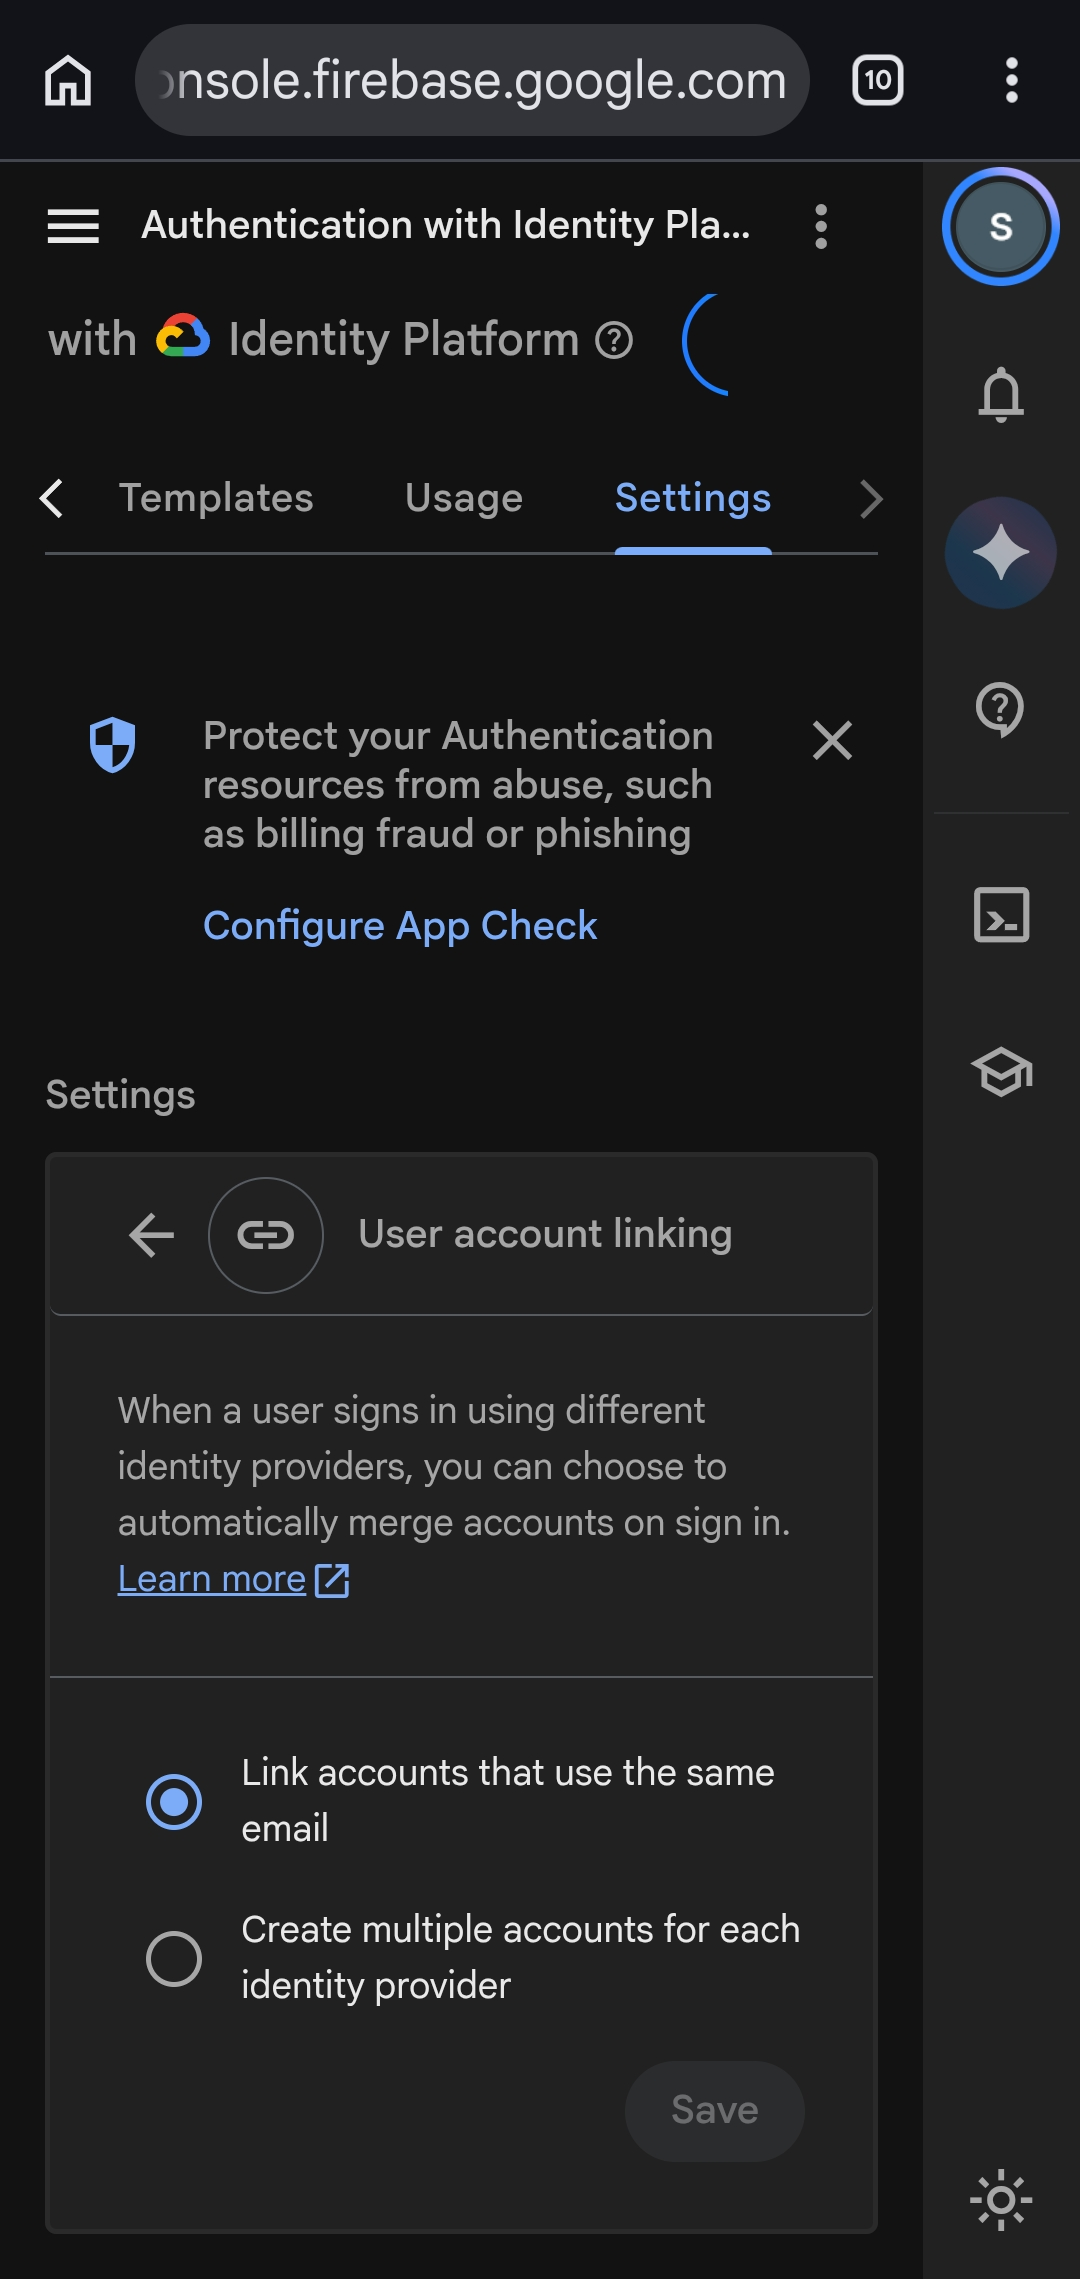 onsole.firebase.google.com
10
Authentication with Identity Pla...
S
with Identity Platform
Templates
Usage
Settings
Protect your Authentication
resources from abuse, such
as billing fraud or phishing
Configure App Check
Settings
User account linking
When a user signs in using different
identity providers, you can choose to
automatically merge accounts on sign in.
Learn more
Link accounts that use the same
email
Create multiple accounts for each
identity provider
Save